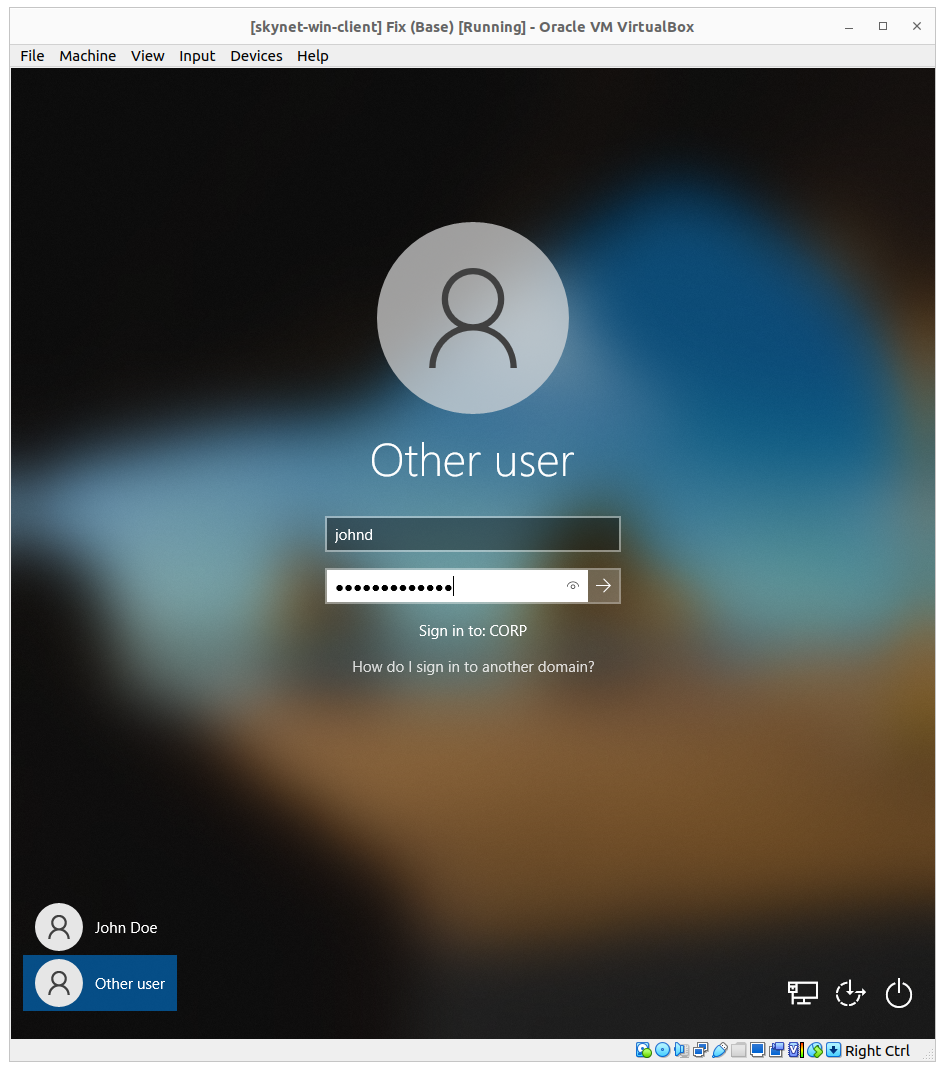 [skynet-win-client] Fix (Base) [Running] - Oracle VM VirtualBox
File Machine View Input Devices Help
Other user
johnd
Sign in to: CORP
How do I sign in to another domain?
John Doe
Other user
Right Ctrl